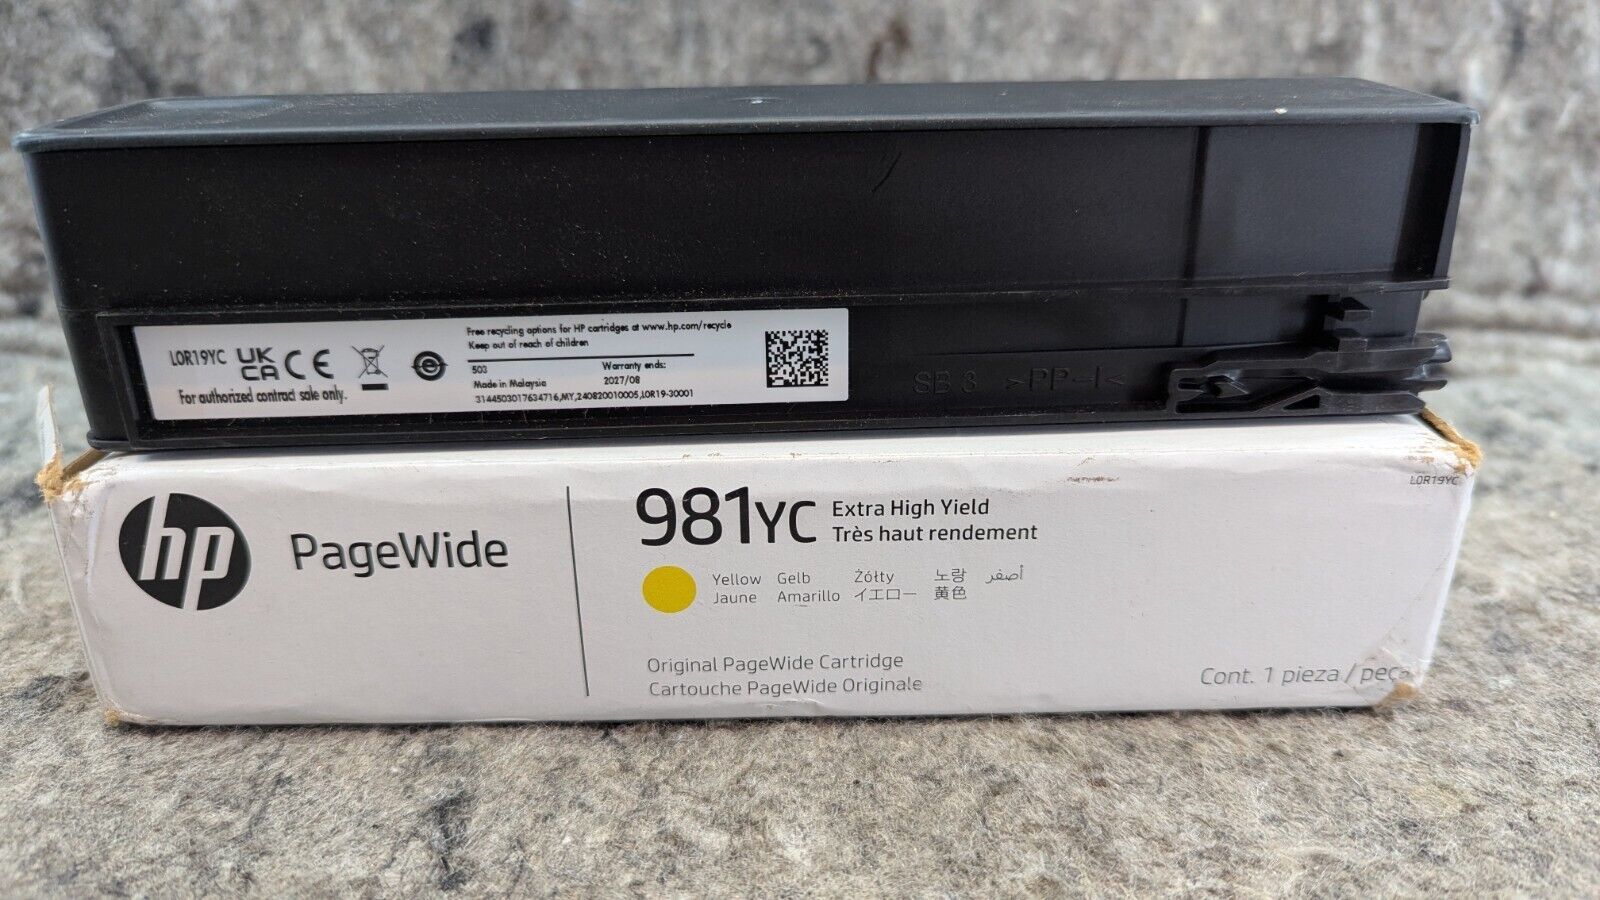 L0R19YC UK CA CE
For authorized contract sale only.
Free recycling options for HP cartridges at www.hp.com/recycle
Keep out of reach of children
503
Warranty ends:
Made in Malaysia
2027/08
3144503017634716,MY,240820010005,L0R19-30001
SB 3 >PP-I<
L0R19YC
hp PageWide
981YC Extra High Yield
Très haut rendement
Yellow Gelb Żółty 노랑 أصفر
Jaune Amarillo イエロー 黄色
Original PageWide Cartridge
Cartouche PageWide Originale
Cont. 1 pieza / peça